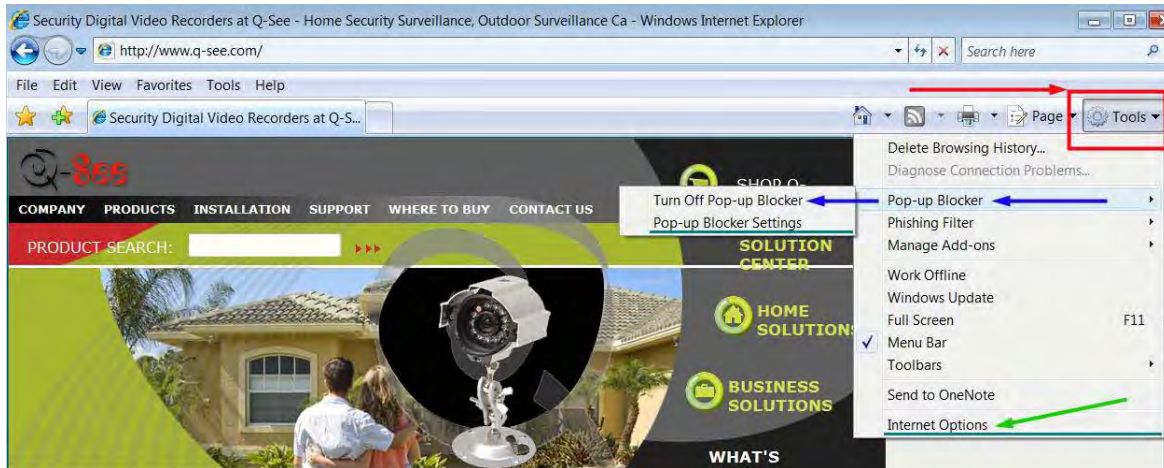 Security Digital Video Recorders at Q-See - Home Security Surveillance, Outdoor Surveillance Ca - Windows Internet Explorer
http://www.q-see.com/
Search here
File Edit View Favorites Tools Help
Security Digital Video Recorders at Q-S...
Page Tools
Delete Browsing History...
Diagnose Connection Problems...
Q-See
SHOP Q-
Turn Off Pop-up Blocker
Pop-up Blocker
COMPANY PRODUCTS INSTALLATION SUPPORT WHERE TO BUY CONTACT US
Pop-up Blocker Settings
Phishing Filter
PRODUCT SEARCH:
SOLUTION
CENTER
Manage Add-ons
Work Offline
Windows Update
HOME
SOLUTIONS
Full Screen F11
Menu Bar
Toolbars
BUSINESS
SOLUTIONS
Send to OneNote
Internet Options
WHAT'S